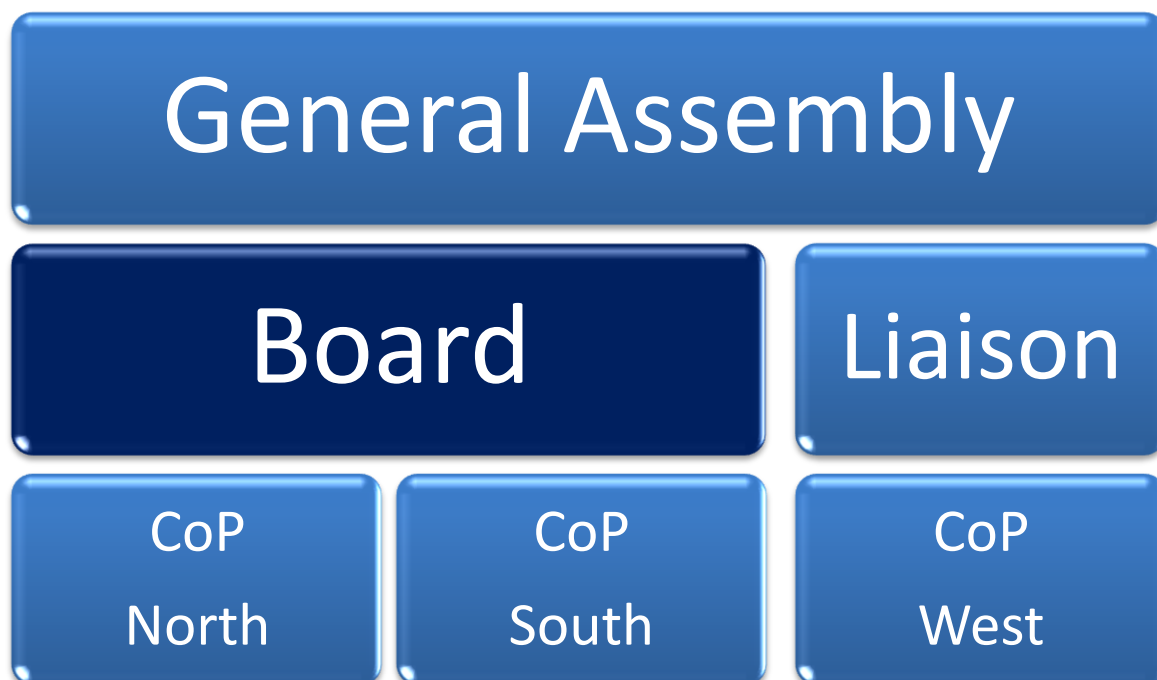 General Assembly
Board
Liaison
CoP
North
CoP
South
CoP
West